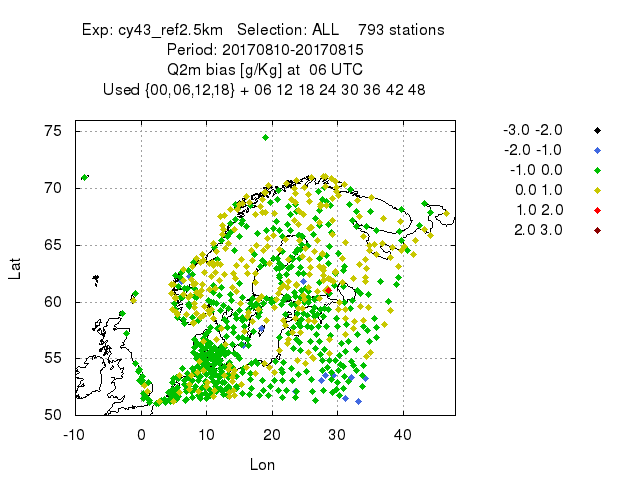 Exp: cy43_ref2.5km   Selection: ALL    793 stations
Period: 20170810-20170815
Q2m bias [g/Kg] at  06 UTC
Used {00,06,12,18} + 06 12 18 24 30 36 42 48
-3.0 -2.0
-2.0 -1.0
-1.0 0.0
0.0 1.0
1.0 2.0
2.0 3.0
75
70
65
60
55
50
Lat
-10 0 10 20 30 40
Lon